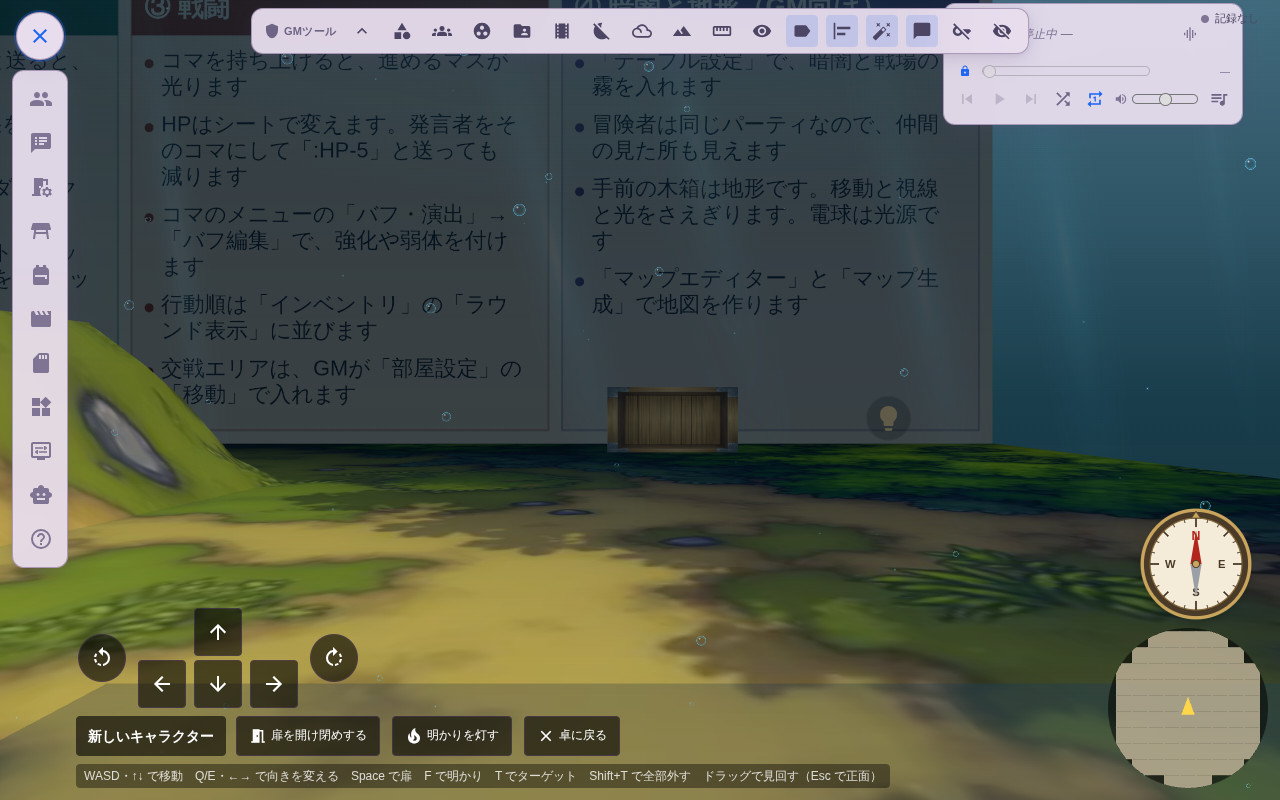 GMツール
停止中 —
記録な
—
③ 戦闘
コマを持ち上げると、進めるマスが
光ります
HPはシートで変えます。発言者をそ
のコマにして「:HP-5」と送っても
減ります
コマのメニューの「バフ・演出」→
「バフ編集」で、強化や弱体を付け
ます
行動順は「インベントリ」の「ラウ
ンド表示」に並びます
交戦エリアは、GMが「部屋設定」の
「移動」で入れます
「テーブル設定」で、暗闇と戦場の
霧を入れます
冒険者は同じパーティなので、仲間
の見た所も見えます
手前の木箱は地形です。移動と視線
と光をさえぎります。電球は光源で
す
「マップエディター」と「マップ生
成」で地図を作ります
N
W
E
S
新しいキャラクター
扉を開け閉めする
明かりを灯す
卓に戻る
WASD・↑↓ で移動 Q/E・←→ で向きを変える Space で扉 F で明かり T でターゲット Shift+T で全部外す ドラッグで見回す（Esc で正面）